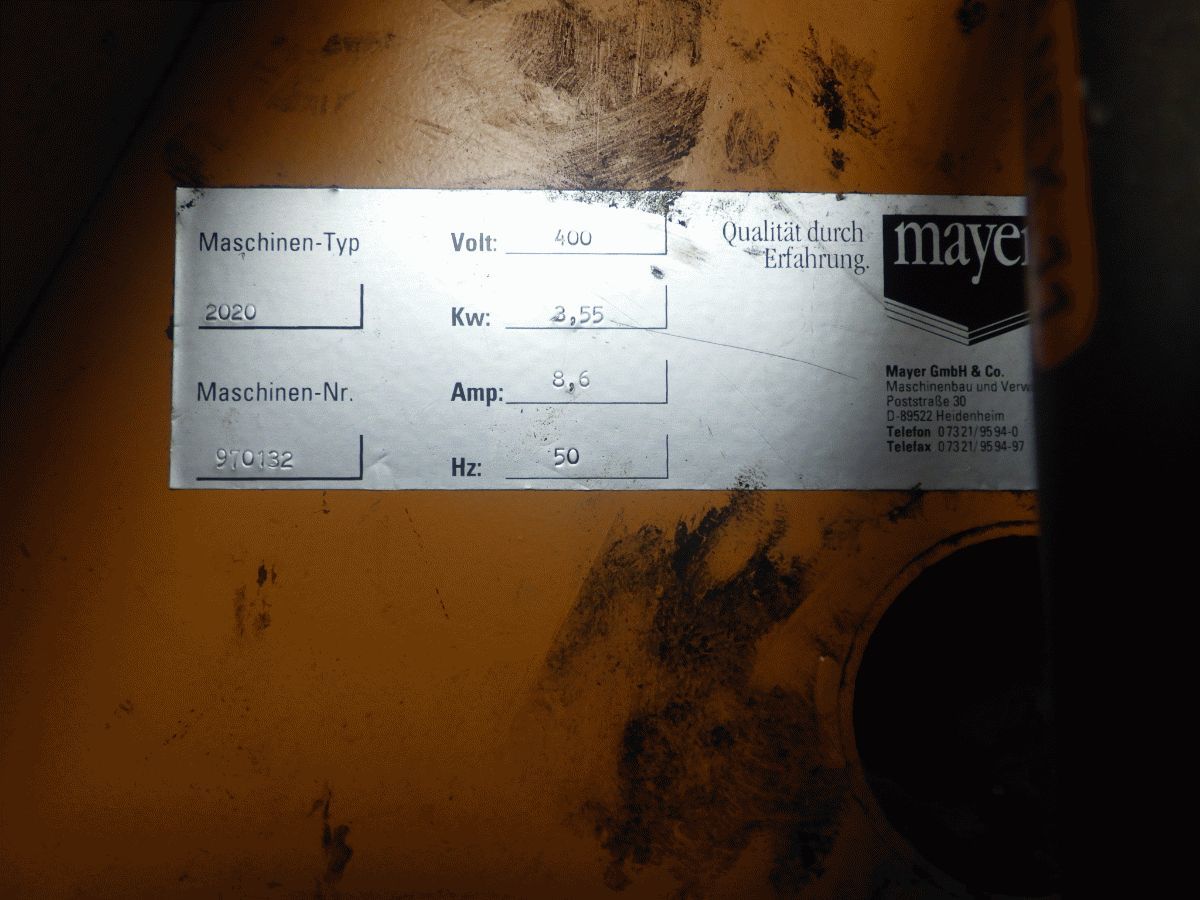 Maschinen-Typ
2020
Maschinen-Nr.
970132
Volt: 400
Kw: 3,55
Amp: 8,6
Hz: 50
Qualität durch
Erfahrung.
mayer
Mayer GmbH & Co.
Maschinenbau und Verw
Poststraße 30
D-89522 Heidenheim
Telefon 07321/9594-0
Telefax 07321/9594-97